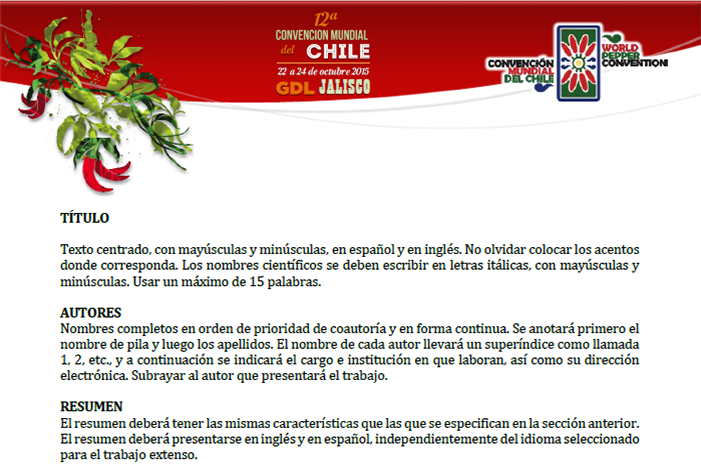 12a
CONVENCIÓN MUNDIAL
del CHILE
22 a 24 de octubre 2015
GDL JALISCO
CONVENCIÓN
MUNDIAL
DEL CHILE
WORLD
PEPPER
CONVENTION
TÍTULO
Texto centrado, con mayúsculas y minúsculas, en español y en inglés. No olvidar colocar los acentos
donde corresponda. Los nombres científicos se deben escribir en letras itálicas, con mayúsculas y
minúsculas. Usar un máximo de 15 palabras.
AUTORES
Nombres completos en orden de prioridad de coautoría y en forma continua. Se anotará primero el
nombre de pila y luego los apellidos. El nombre de cada autor llevará un superíndice como llamada
1, 2, etc., y a continuación se indicará el cargo e institución en que laboran, así como su dirección
electrónica. Subrayar al autor que presentará el trabajo.
RESUMEN
El resumen deberá tener las mismas características que las que se especifican en la sección anterior.
El resumen deberá presentarse en inglés y en español, independientemente del idioma seleccionado
para el trabajo extenso.